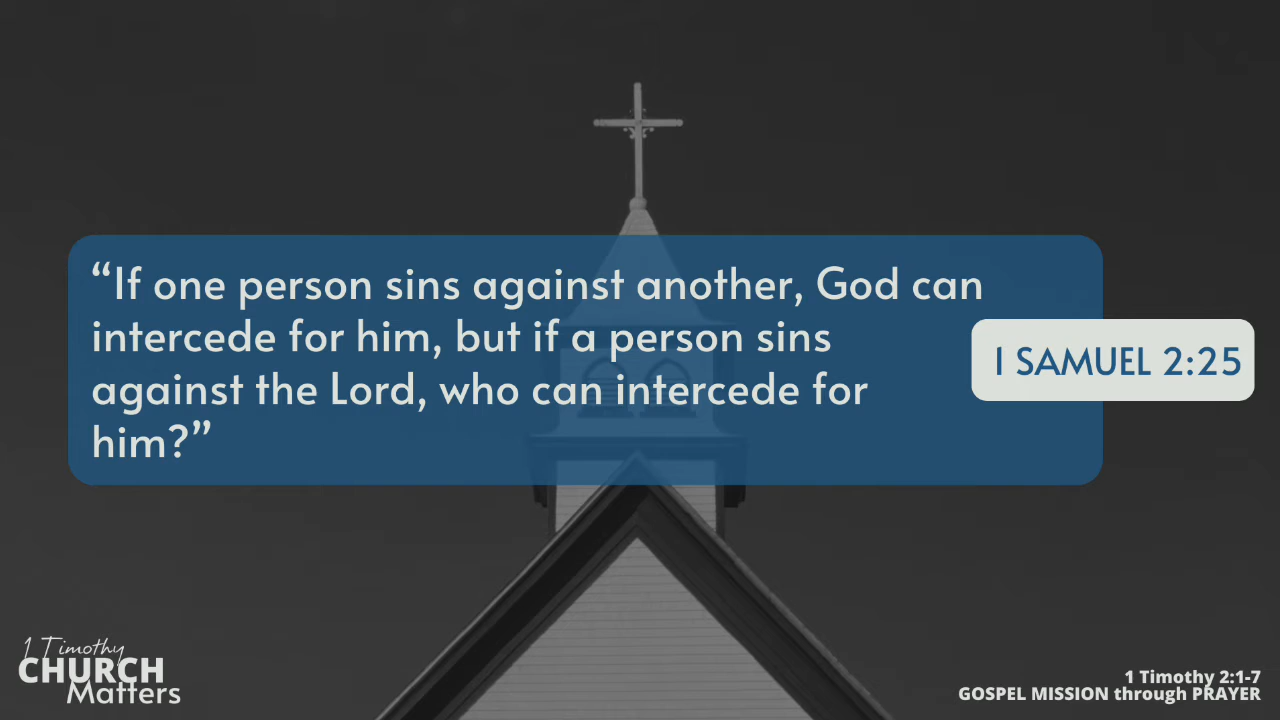 “If one person sins against another, God can
intercede for him, but if a person sins
against the Lord, who can intercede for
him?”
1 SAMUEL 2:25
1 Timothy
CHURCH
Matters
1 Timothy 2:1-7
GOSPEL MISSION through PRAYER